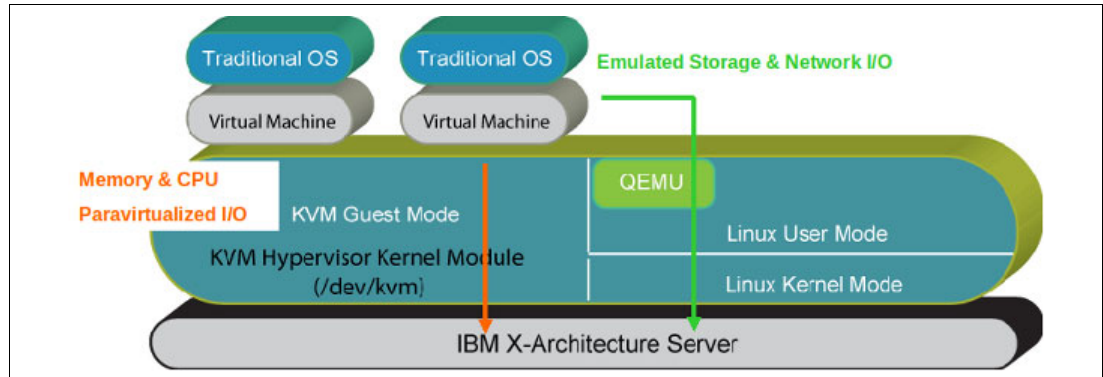 Traditional OS
Traditional OS
Emulated Storage & Network I/O
Virtual Machine
Virtual Machine
Memory & CPU
Paravirtualized I/O
QEMU
KVM Guest Mode
Linux User Mode
KVM Hypervisor Kernel Module
(/dev/kvm)
Linux Kernel Mode
IBM X-Architecture Server